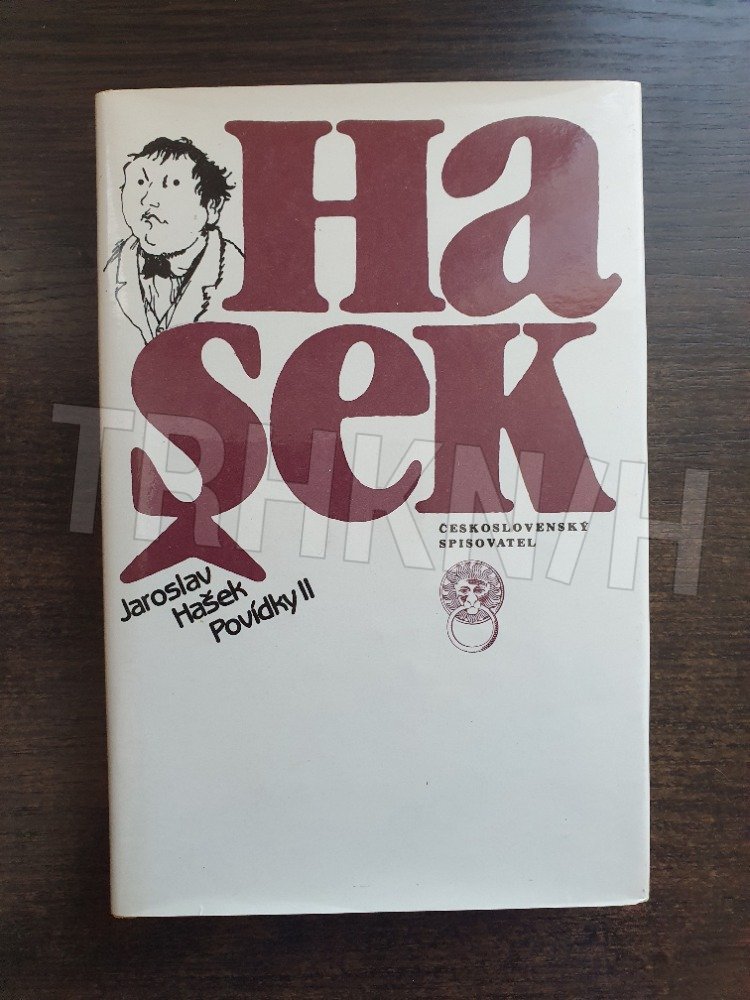 Ha
šek
ČESKOSLOVENSKÝ
SPISOVATEL
Jaroslav
Hašek
Povídky II
TRHKNIH